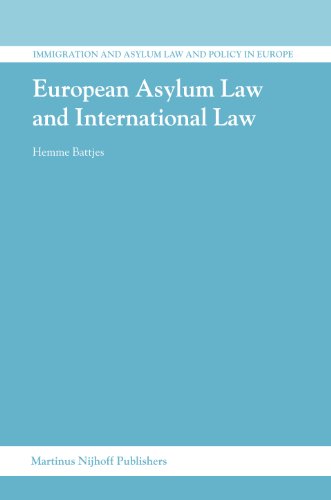 IMMIGRATION AND ASYLUM LAW AND POLICY IN EUROPE
European Asylum Law
and International Law
Hemme Battjes
Martinus Nijhoff Publishers